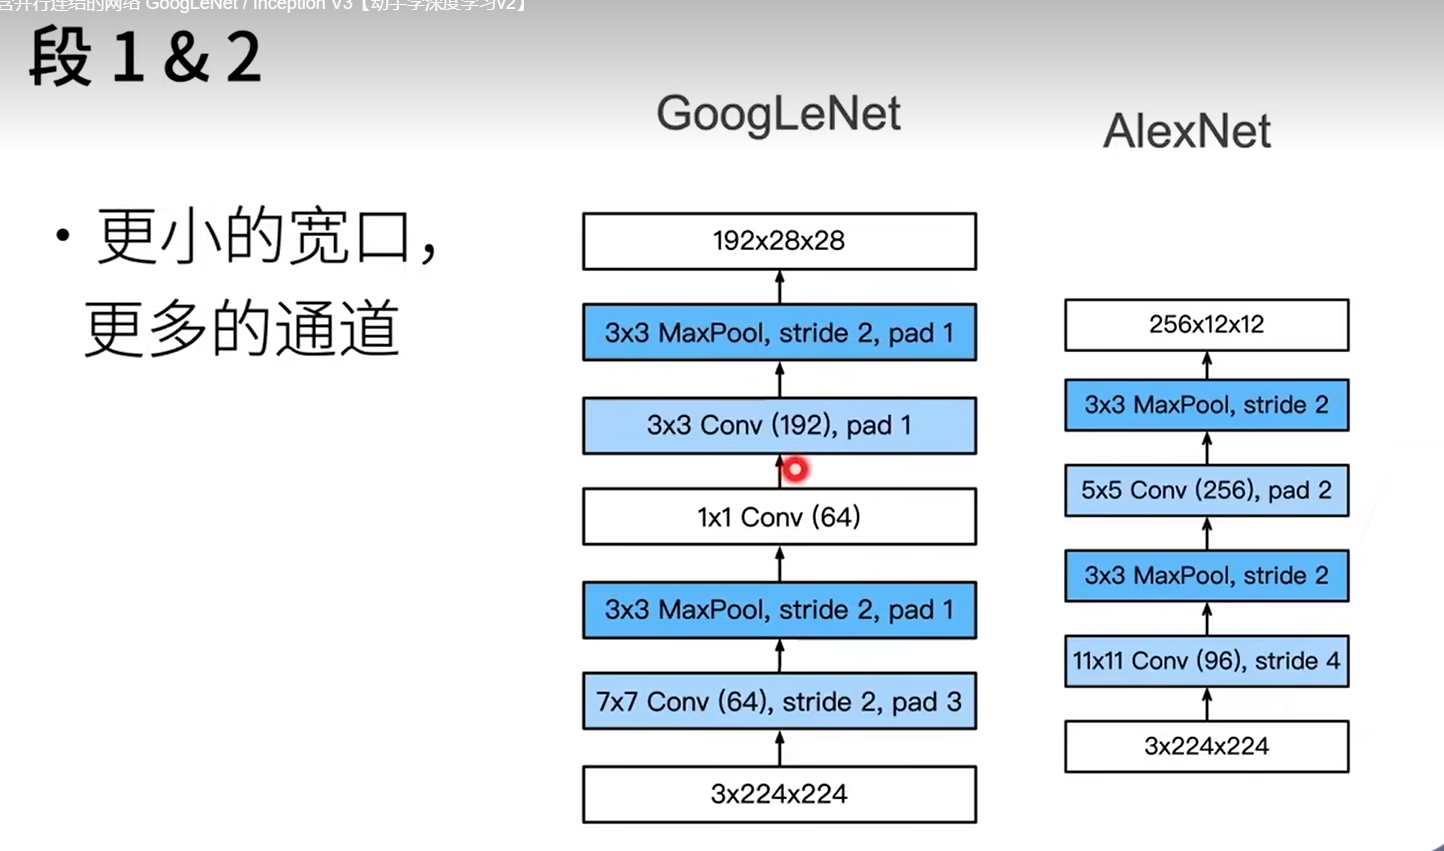 含并行连结的网络 GoogLeNet / Inception V3【动手学深度学习v2】
段 1 & 2
• 更小的宽口，
更多的通道
GoogLeNet
192x28x28
3x3 MaxPool, stride 2, pad 1
3x3 Conv (192), pad 1
1x1 Conv (64)
3x3 MaxPool, stride 2, pad 1
7x7 Conv (64), stride 2, pad 3
3x224x224
AlexNet
256x12x12
3x3 MaxPool, stride 2
5x5 Conv (256), pad 2
3x3 MaxPool, stride 2
11x11 Conv (96), stride 4
3x224x224